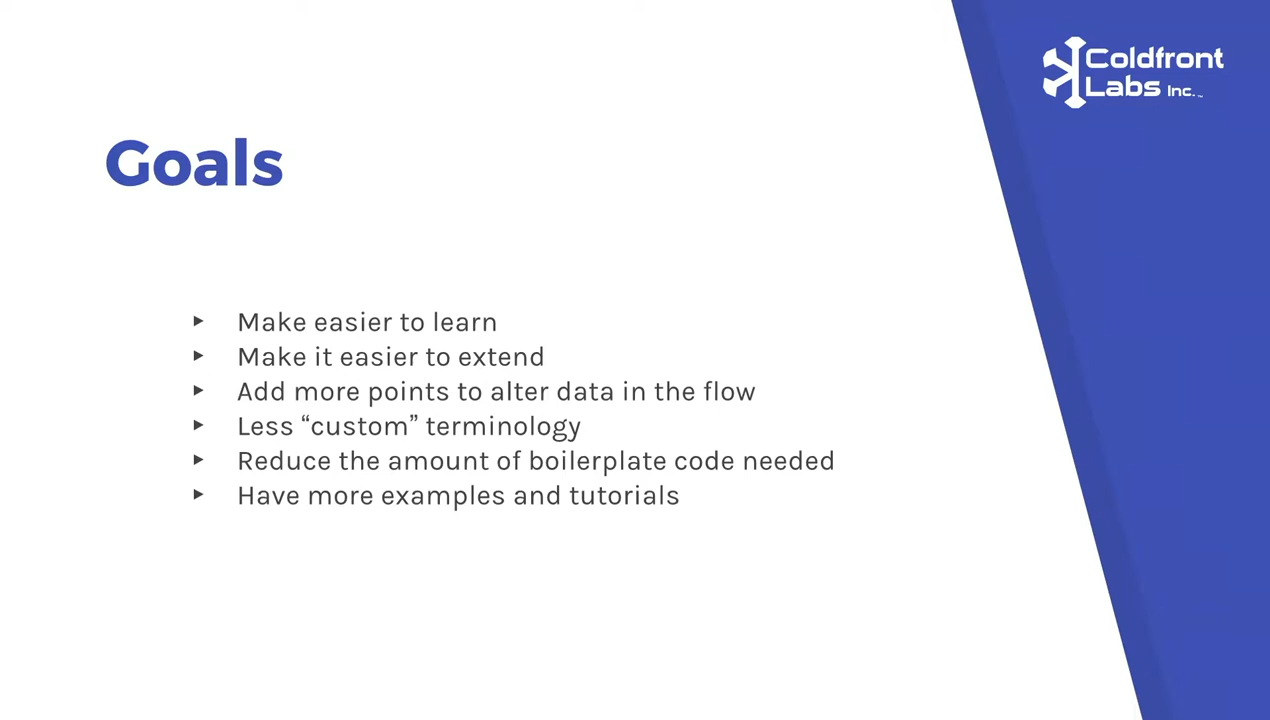 Coldfront
Labs Inc.™
Goals
▸ Make easier to learn
▸ Make it easier to extend
▸ Add more points to alter data in the flow
▸ Less “custom” terminology
▸ Reduce the amount of boilerplate code needed
▸ Have more examples and tutorials